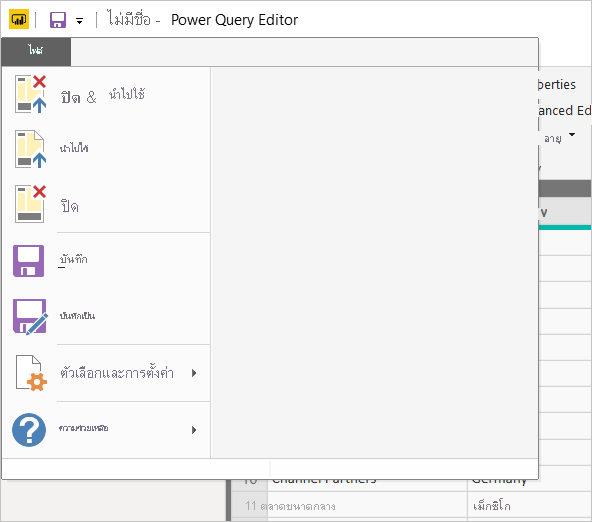 ไม่มีชื่อ - Power Query Editor
ไฟล์
ปิด & นำไปใช้
นำไปใช้
ปิด
บันทึก
บันทึกเป็น
ตัวเลือกและการตั้งค่า
ความช่วยเหลือ
perties
anced Ed
10 Channel Partners Germany
11 ตลาดขนาดกลาง เม็กซิโก